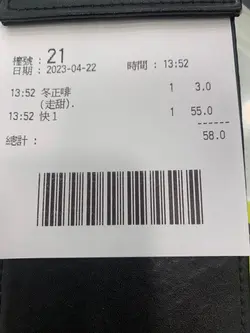 檯號：21
日期：2023-04-22 時間：13:52
13:52 冬正啡 1 3.0
(走甜).
13:52 快1 1 55.0
------
總計： 58.0